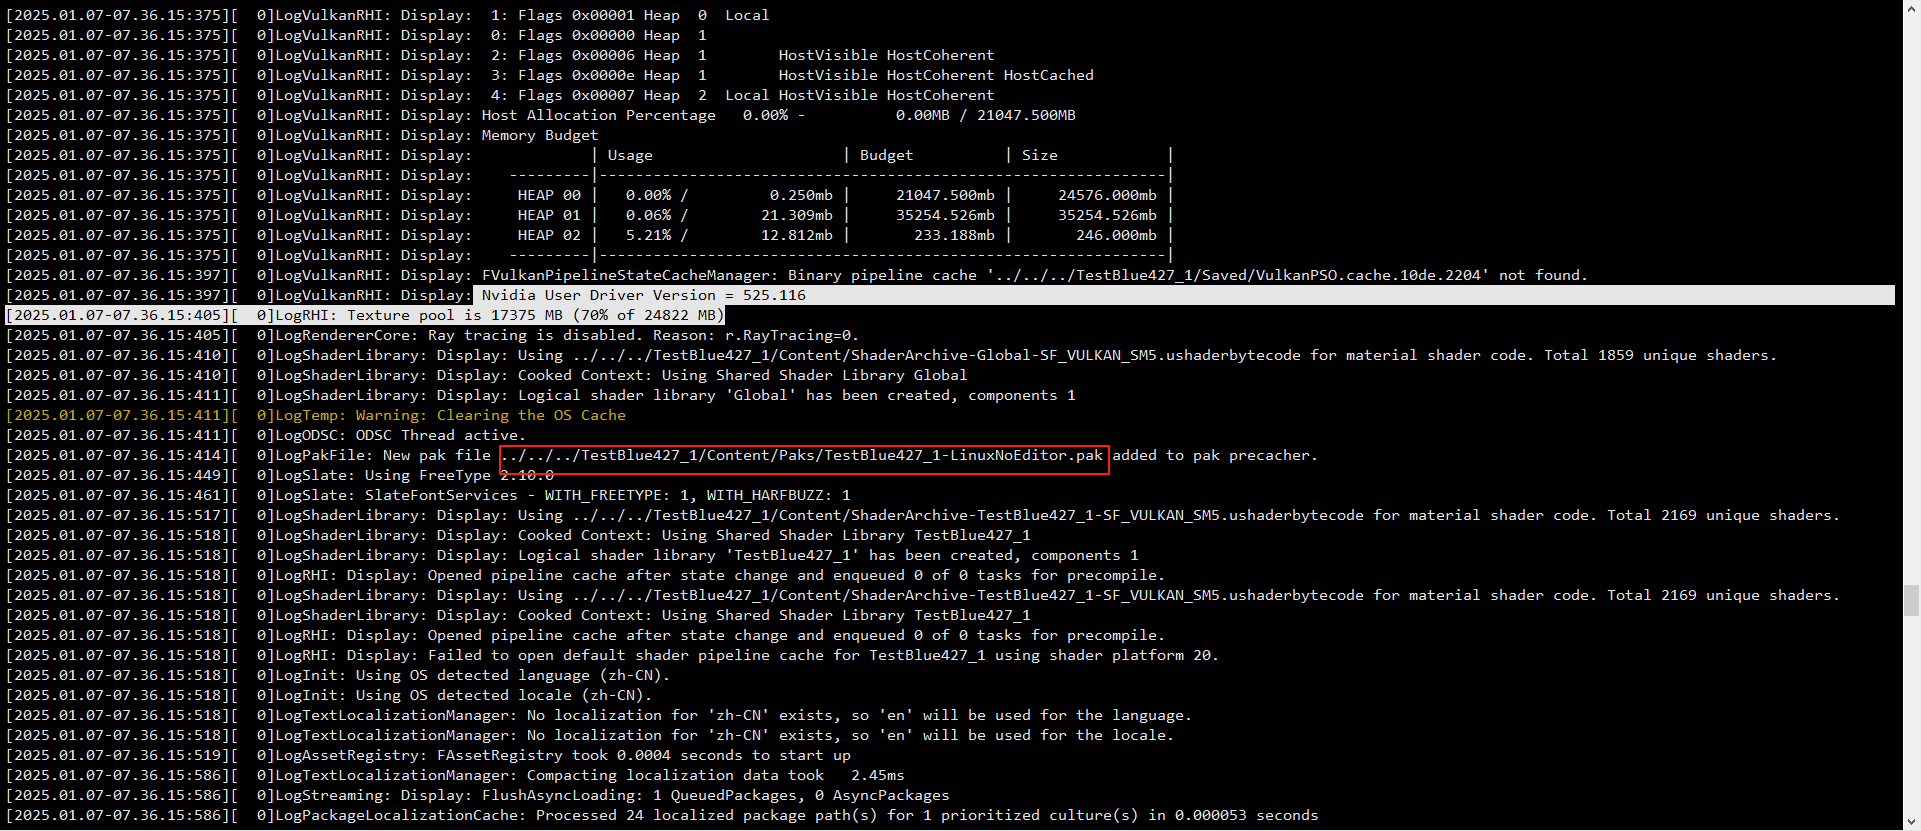 [2025.01.07-07.36.15:375][  0]LogVulkanRHI: Display:  1: Flags 0x00001 Heap  0  Local
[2025.01.07-07.36.15:375][  0]LogVulkanRHI: Display:  0: Flags 0x00000 Heap  1
[2025.01.07-07.36.15:375][  0]LogVulkanRHI: Display:  2: Flags 0x00006 Heap  1        HostVisible HostCoherent
[2025.01.07-07.36.15:375][  0]LogVulkanRHI: Display:  3: Flags 0x0000e Heap  1        HostVisible HostCoherent HostCached
[2025.01.07-07.36.15:375][  0]LogVulkanRHI: Display:  4: Flags 0x00007 Heap  2  Local HostVisible HostCoherent
[2025.01.07-07.36.15:375][  0]LogVulkanRHI: Display: Host Allocation Percentage   0.00% -          0.00MB / 21047.500MB
[2025.01.07-07.36.15:375][  0]LogVulkanRHI: Display: Memory Budget
[2025.01.07-07.36.15:375][  0]LogVulkanRHI: Display:             | Usage                     | Budget          | Size            |
[2025.01.07-07.36.15:375][  0]LogVulkanRHI: Display:    ---------|---------------------------------------------------------------|
[2025.01.07-07.36.15:375][  0]LogVulkanRHI: Display:     HEAP 00 |   0.00% /         0.250mb |     21047.500mb |     24576.000mb |
[2025.01.07-07.36.15:375][  0]LogVulkanRHI: Display:     HEAP 01 |   0.06% /        21.309mb |     35254.526mb |     35254.526mb |
[2025.01.07-07.36.15:375][  0]LogVulkanRHI: Display:     HEAP 02 |   5.21% /        12.812mb |       233.188mb |       246.000mb |
[2025.01.07-07.36.15:375][  0]LogVulkanRHI: Display:    ---------|---------------------------------------------------------------|
[2025.01.07-07.36.15:397][  0]LogVulkanRHI: Display: FVulkanPipelineStateCacheManager: Binary pipeline cache '../../../TestBlue427_1/Saved/VulkanPSO.cache.10de.2204' not found.
[2025.01.07-07.36.15:397][  0]LogVulkanRHI: Display: Nvidia User Driver Version = 525.116
[2025.01.07-07.36.15:405][  0]LogRHI: Texture pool is 17375 MB (70% of 24822 MB)
[2025.01.07-07.36.15:405][  0]LogRendererCore: Ray tracing is disabled. Reason: r.RayTracing=0.
[2025.01.07-07.36.15:410][  0]LogShaderLibrary: Display: Using ../../../TestBlue427_1/Content/ShaderArchive-Global-SF_VULKAN_SM5.ushaderbytecode for material shader code. Total 1859 unique shaders.
[2025.01.07-07.36.15:410][  0]LogShaderLibrary: Display: Cooked Context: Using Shared Shader Library Global
[2025.01.07-07.36.15:411][  0]LogShaderLibrary: Display: Logical shader library 'Global' has been created, components 1
[2025.01.07-07.36.15:411][  0]LogTemp: Warning: Clearing the OS Cache
[2025.01.07-07.36.15:411][  0]LogODSC: ODSC Thread active.
[2025.01.07-07.36.15:414][  0]LogPakFile: New pak file ../../../TestBlue427_1/Content/Paks/TestBlue427_1-LinuxNoEditor.pak added to pak precacher.
[2025.01.07-07.36.15:449][  0]LogSlate: Using FreeType 2.10.0
[2025.01.07-07.36.15:461][  0]LogSlate: SlateFontServices - WITH_FREETYPE: 1, WITH_HARFBUZZ: 1
[2025.01.07-07.36.15:517][  0]LogShaderLibrary: Display: Using ../../../TestBlue427_1/Content/ShaderArchive-TestBlue427_1-SF_VULKAN_SM5.ushaderbytecode for material shader code. Total 2169 unique shaders.
[2025.01.07-07.36.15:518][  0]LogShaderLibrary: Display: Cooked Context: Using Shared Shader Library TestBlue427_1
[2025.01.07-07.36.15:518][  0]LogShaderLibrary: Display: Logical shader library 'TestBlue427_1' has been created, components 1
[2025.01.07-07.36.15:518][  0]LogRHI: Display: Opened pipeline cache after state change and enqueued 0 of 0 tasks for precompile.
[2025.01.07-07.36.15:518][  0]LogShaderLibrary: Display: Using ../../../TestBlue427_1/Content/ShaderArchive-TestBlue427_1-SF_VULKAN_SM5.ushaderbytecode for material shader code. Total 2169 unique shaders.
[2025.01.07-07.36.15:518][  0]LogShaderLibrary: Display: Cooked Context: Using Shared Shader Library TestBlue427_1
[2025.01.07-07.36.15:518][  0]LogRHI: Display: Opened pipeline cache after state change and enqueued 0 of 0 tasks for precompile.
[2025.01.07-07.36.15:518][  0]LogRHI: Display: Failed to open default shader pipeline cache for TestBlue427_1 using shader platform 20.
[2025.01.07-07.36.15:518][  0]LogInit: Using OS detected language (zh-CN).
[2025.01.07-07.36.15:518][  0]LogInit: Using OS detected locale (zh-CN).
[2025.01.07-07.36.15:518][  0]LogTextLocalizationManager: No localization for 'zh-CN' exists, so 'en' will be used for the language.
[2025.01.07-07.36.15:518][  0]LogTextLocalizationManager: No localization for 'zh-CN' exists, so 'en' will be used for the locale.
[2025.01.07-07.36.15:519][  0]LogAssetRegistry: FAssetRegistry took 0.0004 seconds to start up
[2025.01.07-07.36.15:586][  0]LogTextLocalizationManager: Compacting localization data took   2.45ms
[2025.01.07-07.36.15:586][  0]LogStreaming: Display: FlushAsyncLoading: 1 QueuedPackages, 0 AsyncPackages
[2025.01.07-07.36.15:586][  0]LogPackageLocalizationCache: Processed 24 localized package path(s) for 1 prioritized culture(s) in 0.000053 seconds